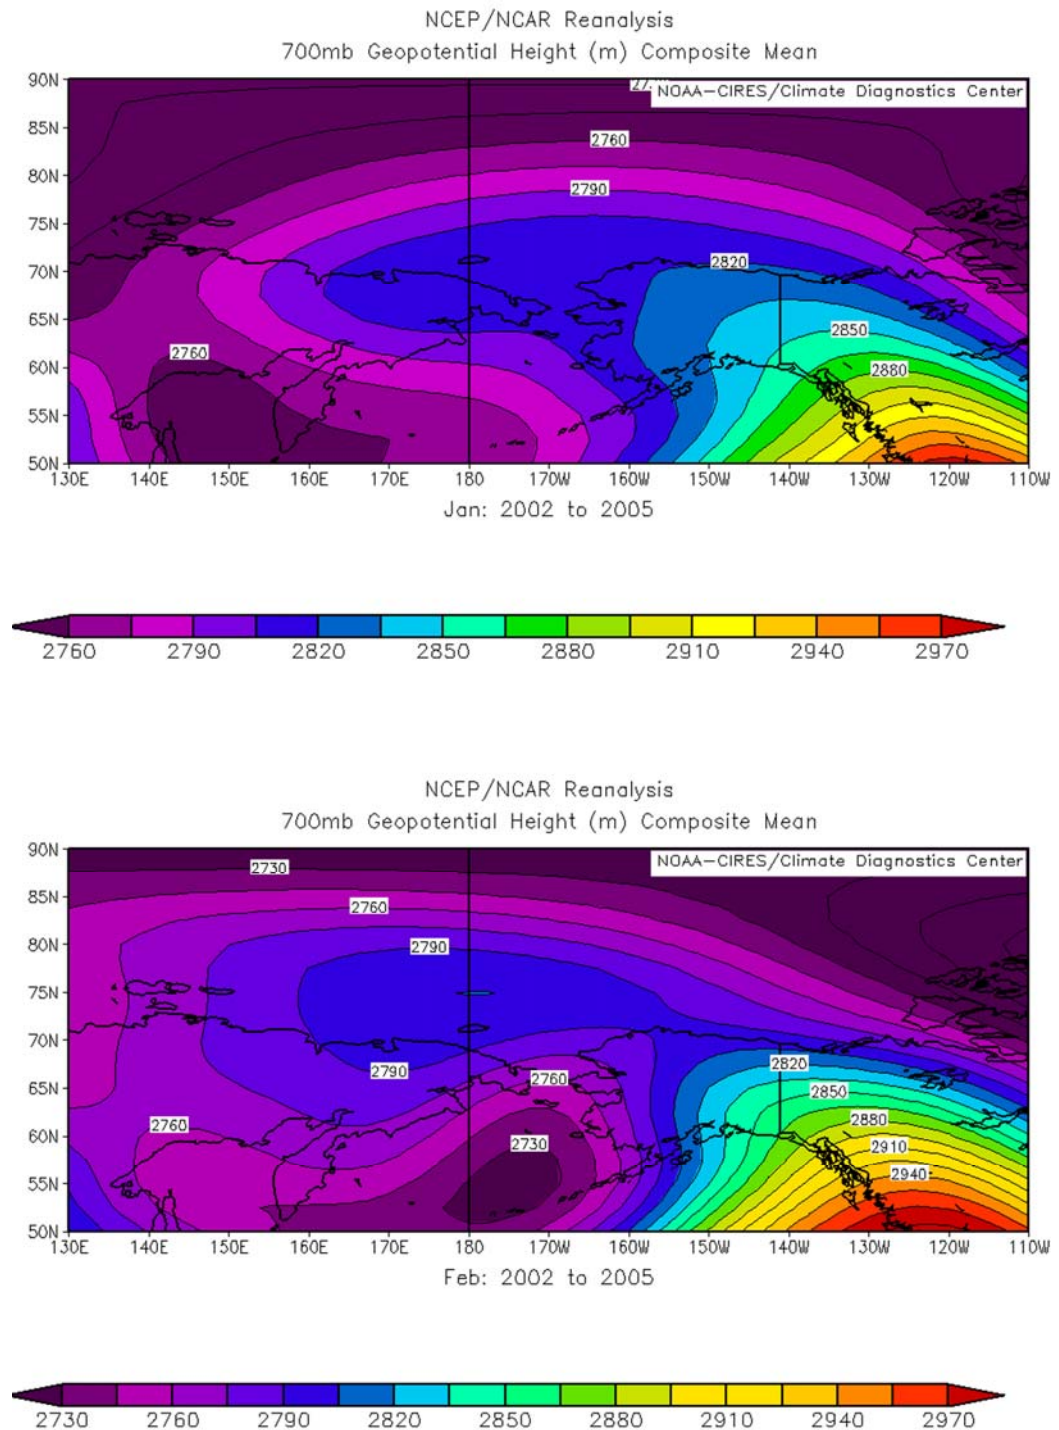 NCEP/NCAR Reanalysis
700mb Geopotential Height (m) Composite Mean
90N
NOAA-CIRES/Climate Diagnostics Center
85N
2760
80N
2790
75N
70N
2820
65N
2850
2760
60N
2880
55N
50N
130E 140E 150E 160E 170E 180 170W 160W 150W 140W 130W 120W 110W
Jan: 2002 to 2005
2760 2790 2820 2850 2880 2910 2940 2970
NCEP/NCAR Reanalysis
700mb Geopotential Height (m) Composite Mean
90N
NOAA-CIRES/Climate Diagnostics Center
2730
85N
2760
80N
2790
75N
70N
2790 2760 2820
65N
2850
2760 2880
60N
2730 2910
55N
2940
50N
130E 140E 150E 160E 170E 180 170W 160W 150W 140W 130W 120W 110W
Feb: 2002 to 2005
2730 2760 2790 2820 2850 2880 2910 2940 2970